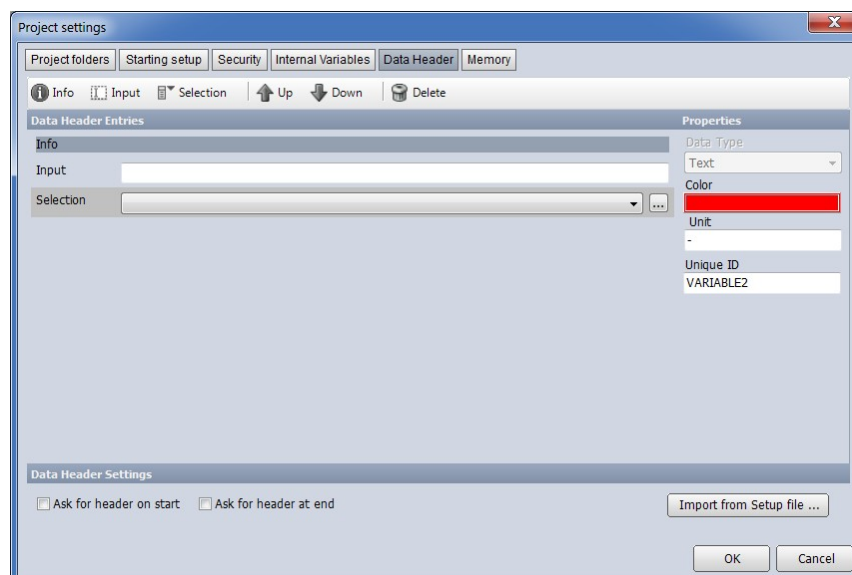 Project settings
Project folders Starting setup Security Internal Variables Data Header Memory
Info Input Selection Up Down Delete
Data Header Entries
Properties
Info
Data Type
Input
Text
Color
Selection
...
Unit
-
Unique ID
VARIABLE2
Data Header Settings
Ask for header on start Ask for header at end Import from Setup file ...
OK Cancel